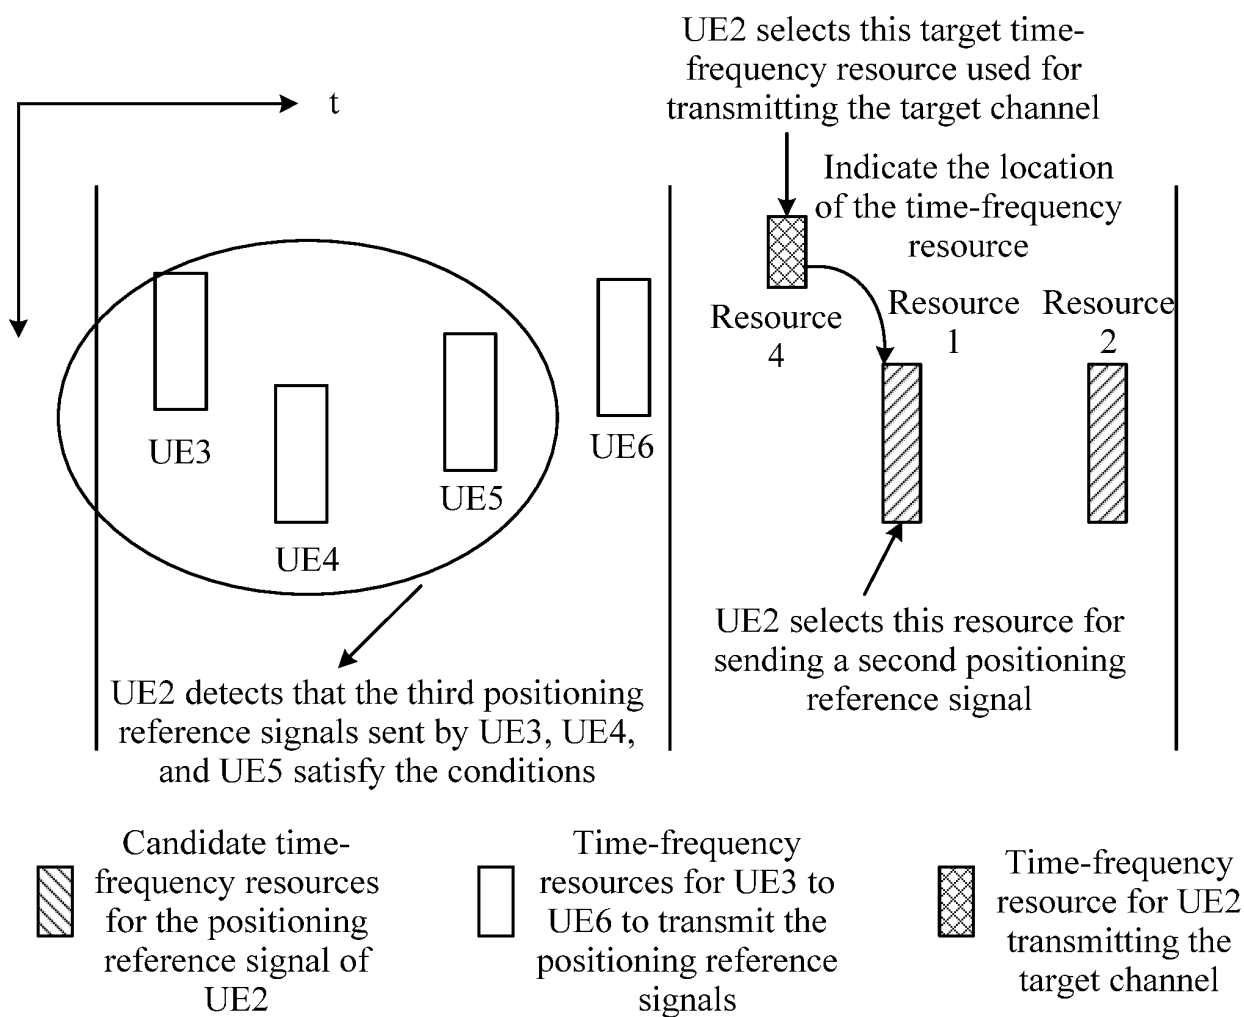 UE2 selects this target time-
frequency resource used for
transmitting the target channel
t
Indicate the location
of the time-frequency
resource
Resource
4
Resource
1
Resource
2
UE3
UE4
UE5
UE6
UE2 selects this resource for
sending a second positioning
reference signal
UE2 detects that the third positioning
reference signals sent by UE3, UE4,
and UE5 satisfy the conditions
Candidate time-
frequency resources
for the positioning
reference signal of
UE2
Time-frequency
resources for UE3 to
UE6 to transmit the
positioning reference
signals
Time-frequency
resource for UE2
transmitting the
target channel